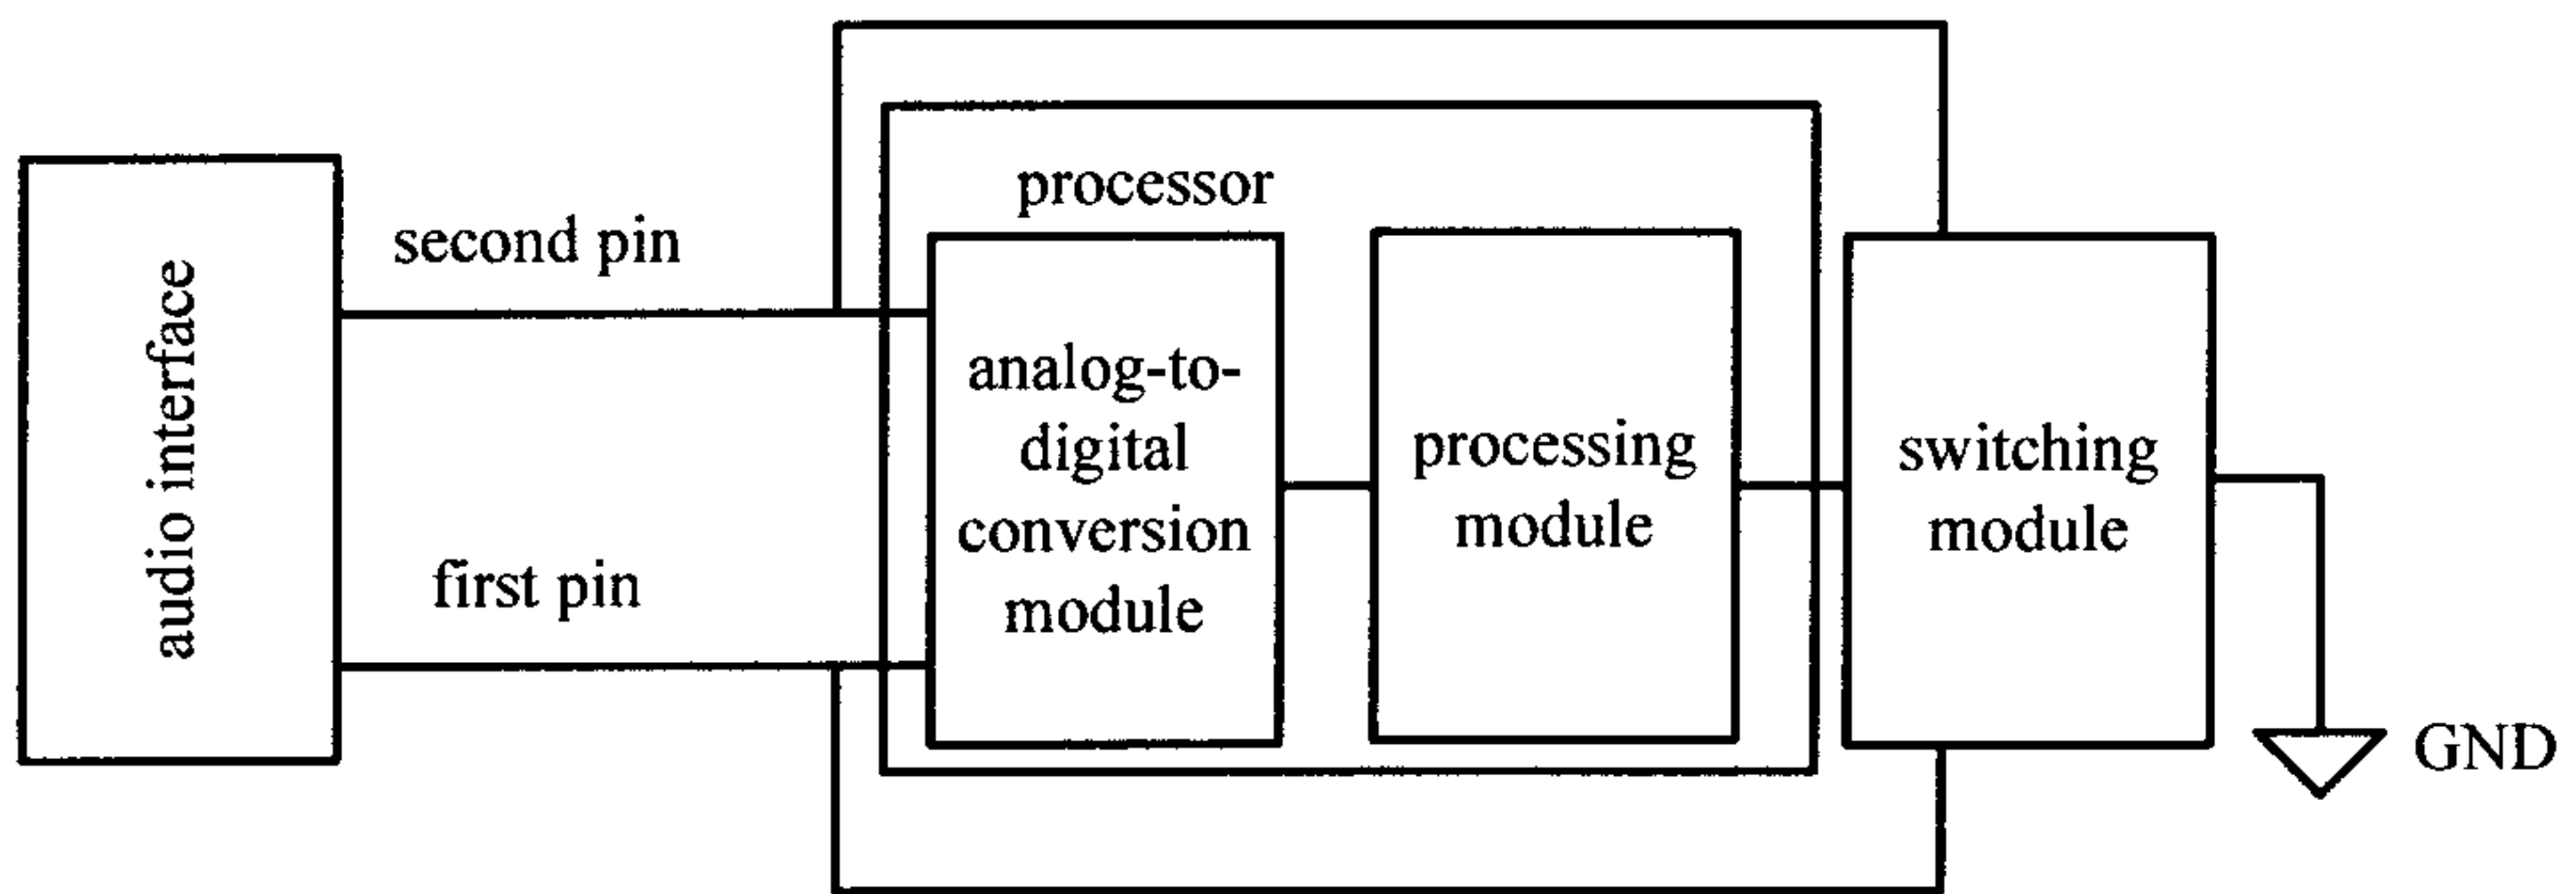 audio interface
second pin
first pin
processor
analog-to-
digital
conversion
module
processing
module
switching
module
GND